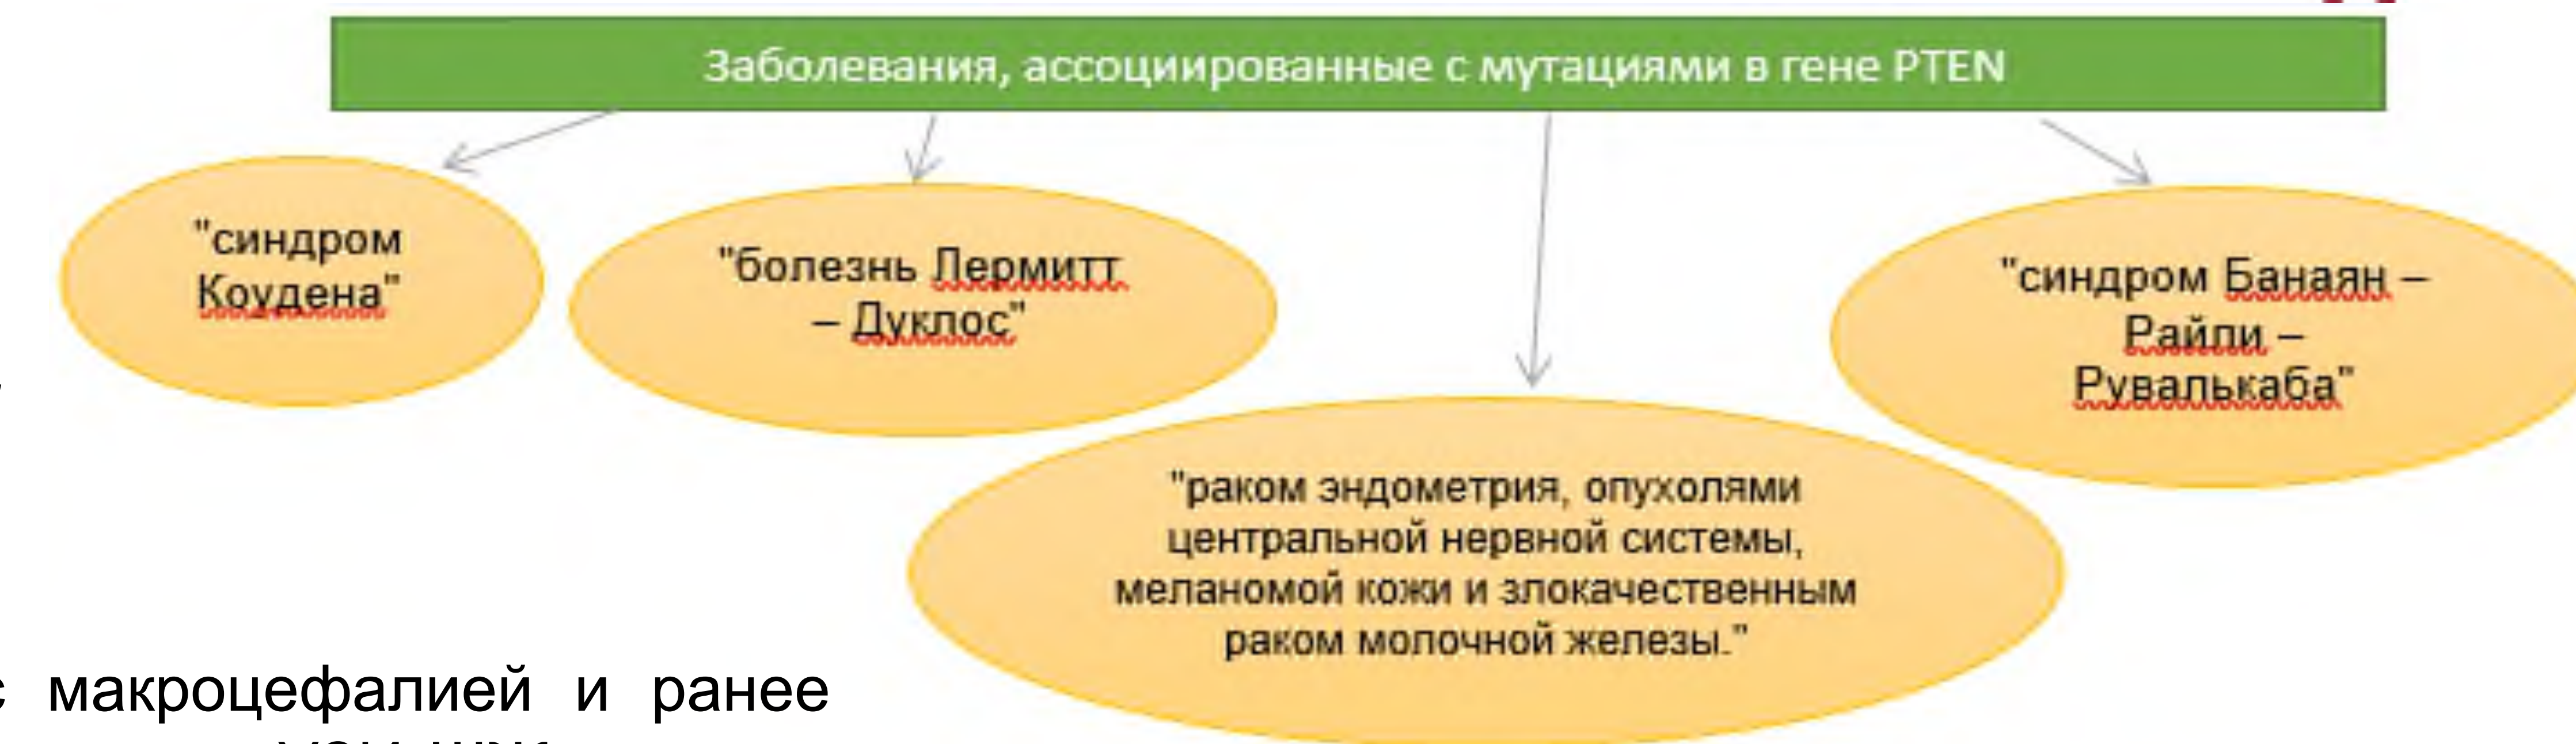 Заболевания, ассоциированные с мутациями в гене PTEN
"синдром
Коудена"
"болезнь Лермитт
– Дуклос"
"синдром Банаян –
Райли –
Рувалькаба"
"раком эндометрия, опухолями
центральной нервной системы,
меланомой кожи и злокачественным
раком молочной железы."
с макроцефалией и ранее